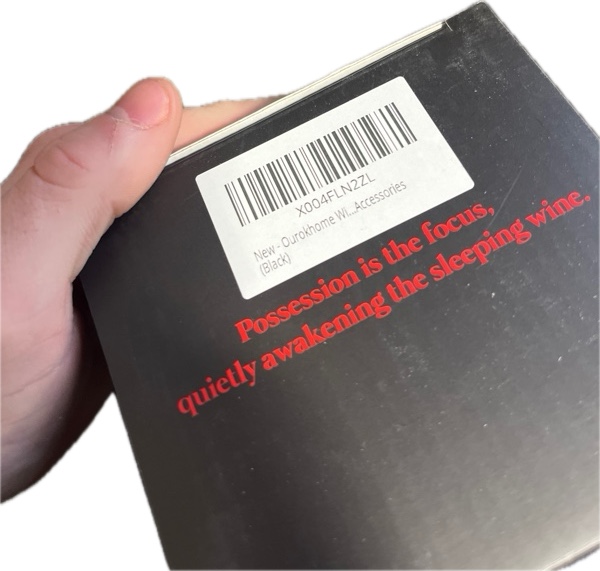 X004FLN2ZL
New - Ourokhome Wi...Accessories
(Black)
Possession is the focus,
quietly awakening the sleeping wine.